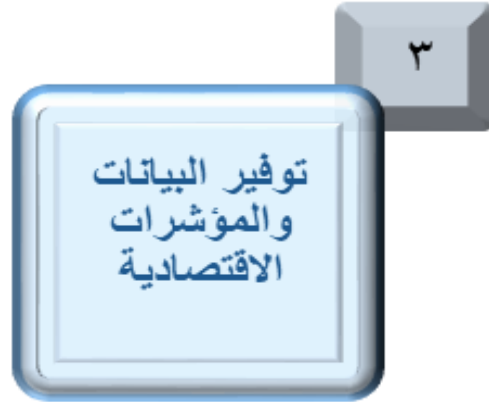 ٣
توفير البيانات
والمؤشرات
الاقتصادية